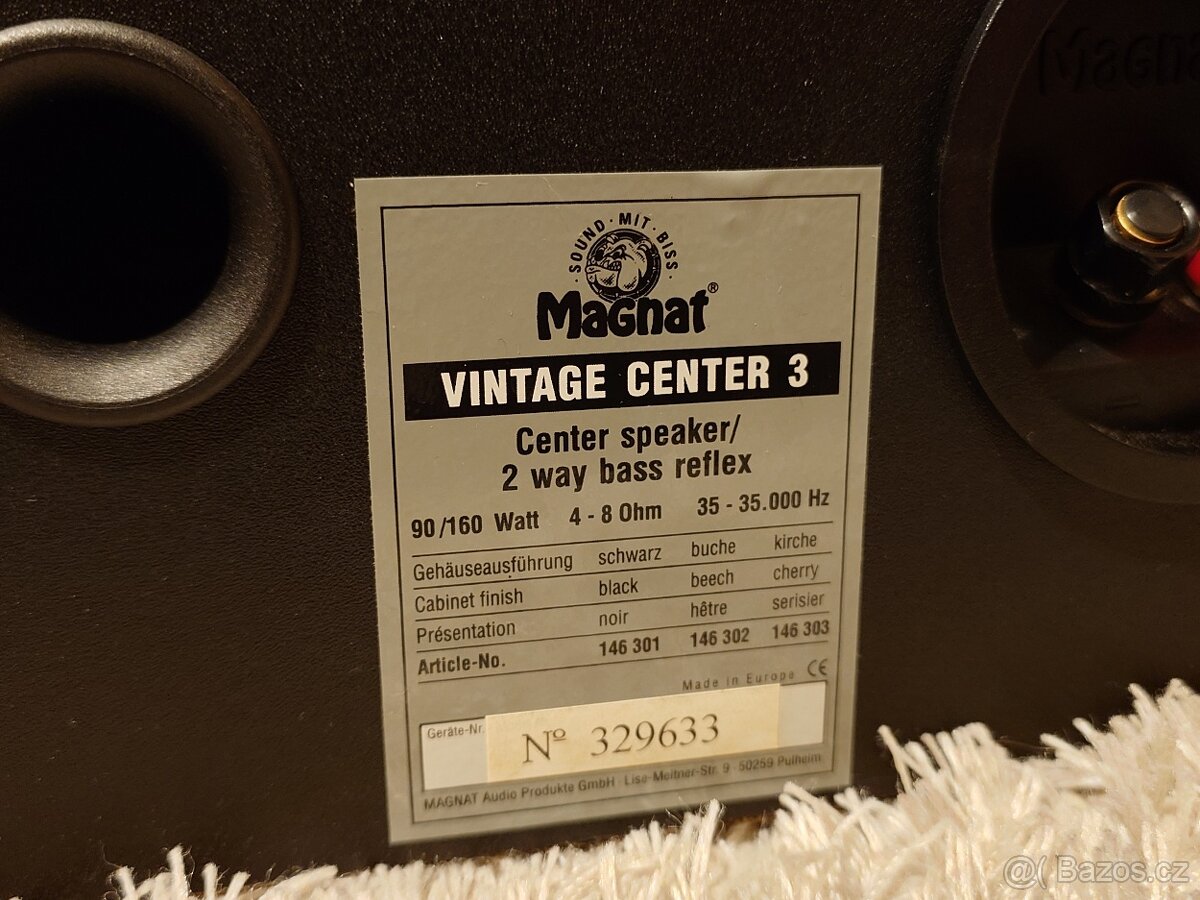 SOUND · MIT · BISS
Magnat®
VINTAGE CENTER 3
Center speaker/
2 way bass reflex
90/160 Watt 4 - 8 Ohm 35 - 35.000 Hz
Gehäuseausführung schwarz buche kirche
Cabinet finish black beech cherry
Présentation noir hêtre serisier
Article-No. 146 301 146 302 146 303
Made in Europe CE
Geräte-Nr.
Nº 329633
MAGNAT Audio Produkte GmbH · Lise-Meitner-Str. 9 · 50259 Pulheim
Magnat
@( Bazos.cz